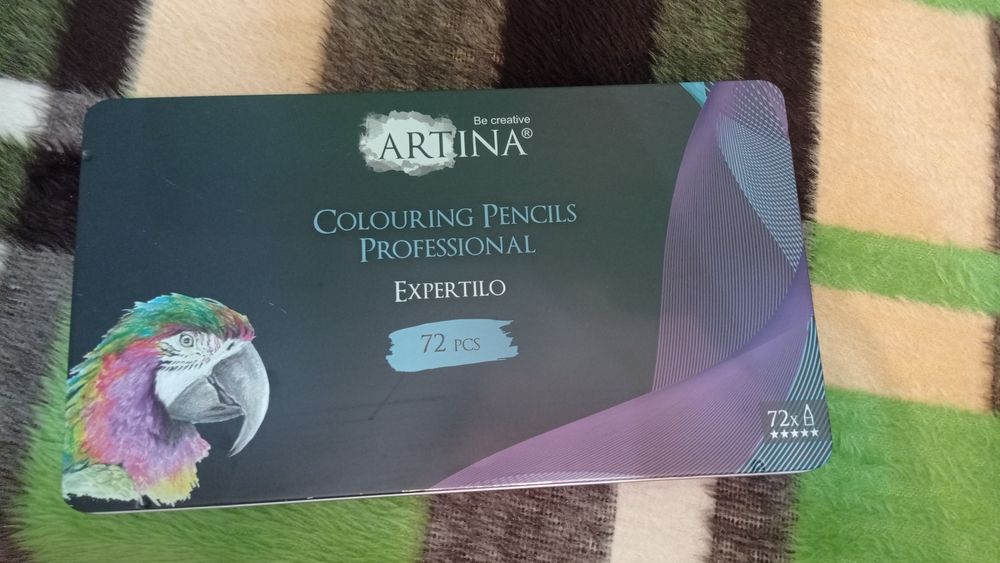 Be creative
ARTINA®
COLOURING PENCILS
PROFESSIONAL
EXPERTILO
72 PCS
72x